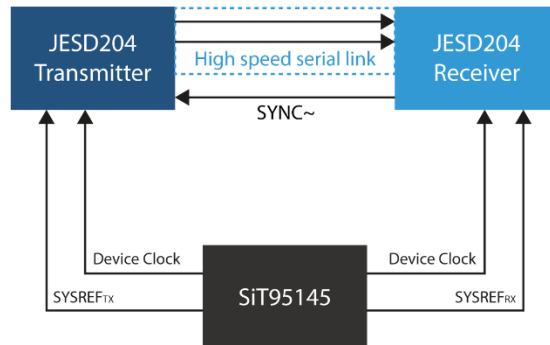 JESD204
Transmitter
High speed serial link
JESD204
Receiver
SYNC~
Device Clock
Device Clock
SYSREFTX
SiT95145
SYSREFRX